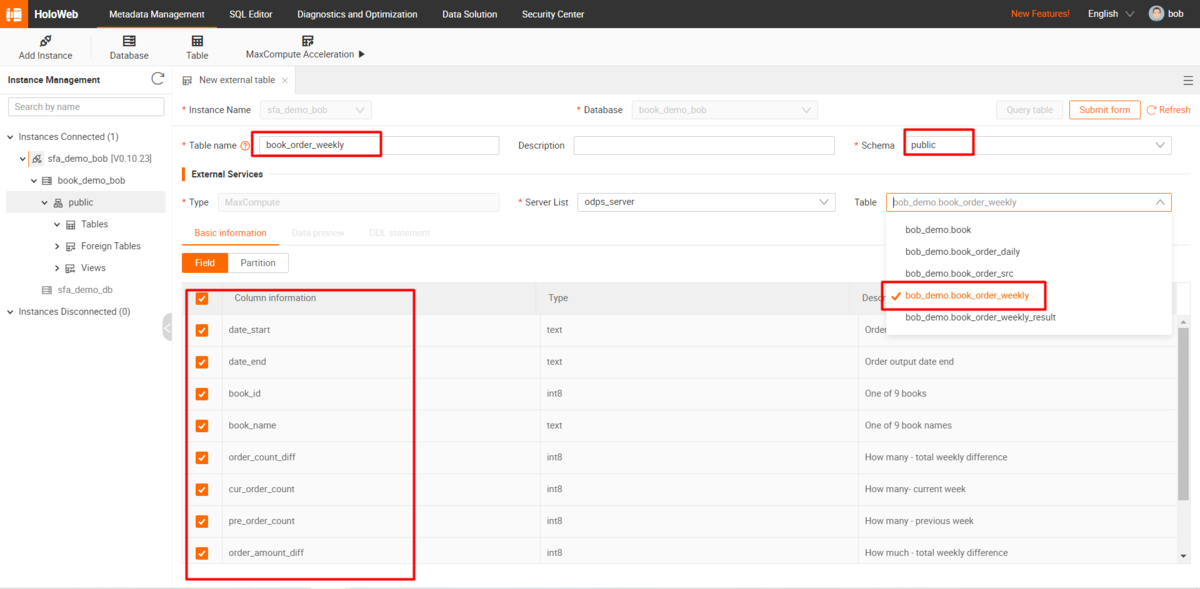 HoloWeb Metadata Management SQL Editor Diagnostics and Optimization Data Solution Security Center New Features! English bob
Add Instance Database Table MaxCompute Acceleration
Instance Management
New external table
Search by name
* Instance Name sfa_demo_bob * Database book_demo_bob Query table Submit form Refresh
Instances Connected (1)
sfa_demo_bob [V0.10.23]
book_demo_bob
public
Tables
Foreign Tables
Views
sfa_demo_db
Instances Disconnected (0)
* Table name book_order_weekly Description * Schema public
External Services
* Type MaxCompute * Server List odps_server Table bob_demo.book_order_weekly
bob_demo.book
bob_demo.book_order_daily
bob_demo.book_order_src
bob_demo.book_order_weekly
bob_demo.book_order_weekly_result
Basic information Data preview DDL statement
Field Partition
Column information Type Desc
date_start text Order
date_end text Order output date end
book_id int8 One of 9 books
book_name text One of 9 book names
order_count_diff int8 How many - total weekly difference
cur_order_count int8 How many- current week
pre_order_count int8 How many - previous week
order_amount_diff int8 How much - total weekly difference